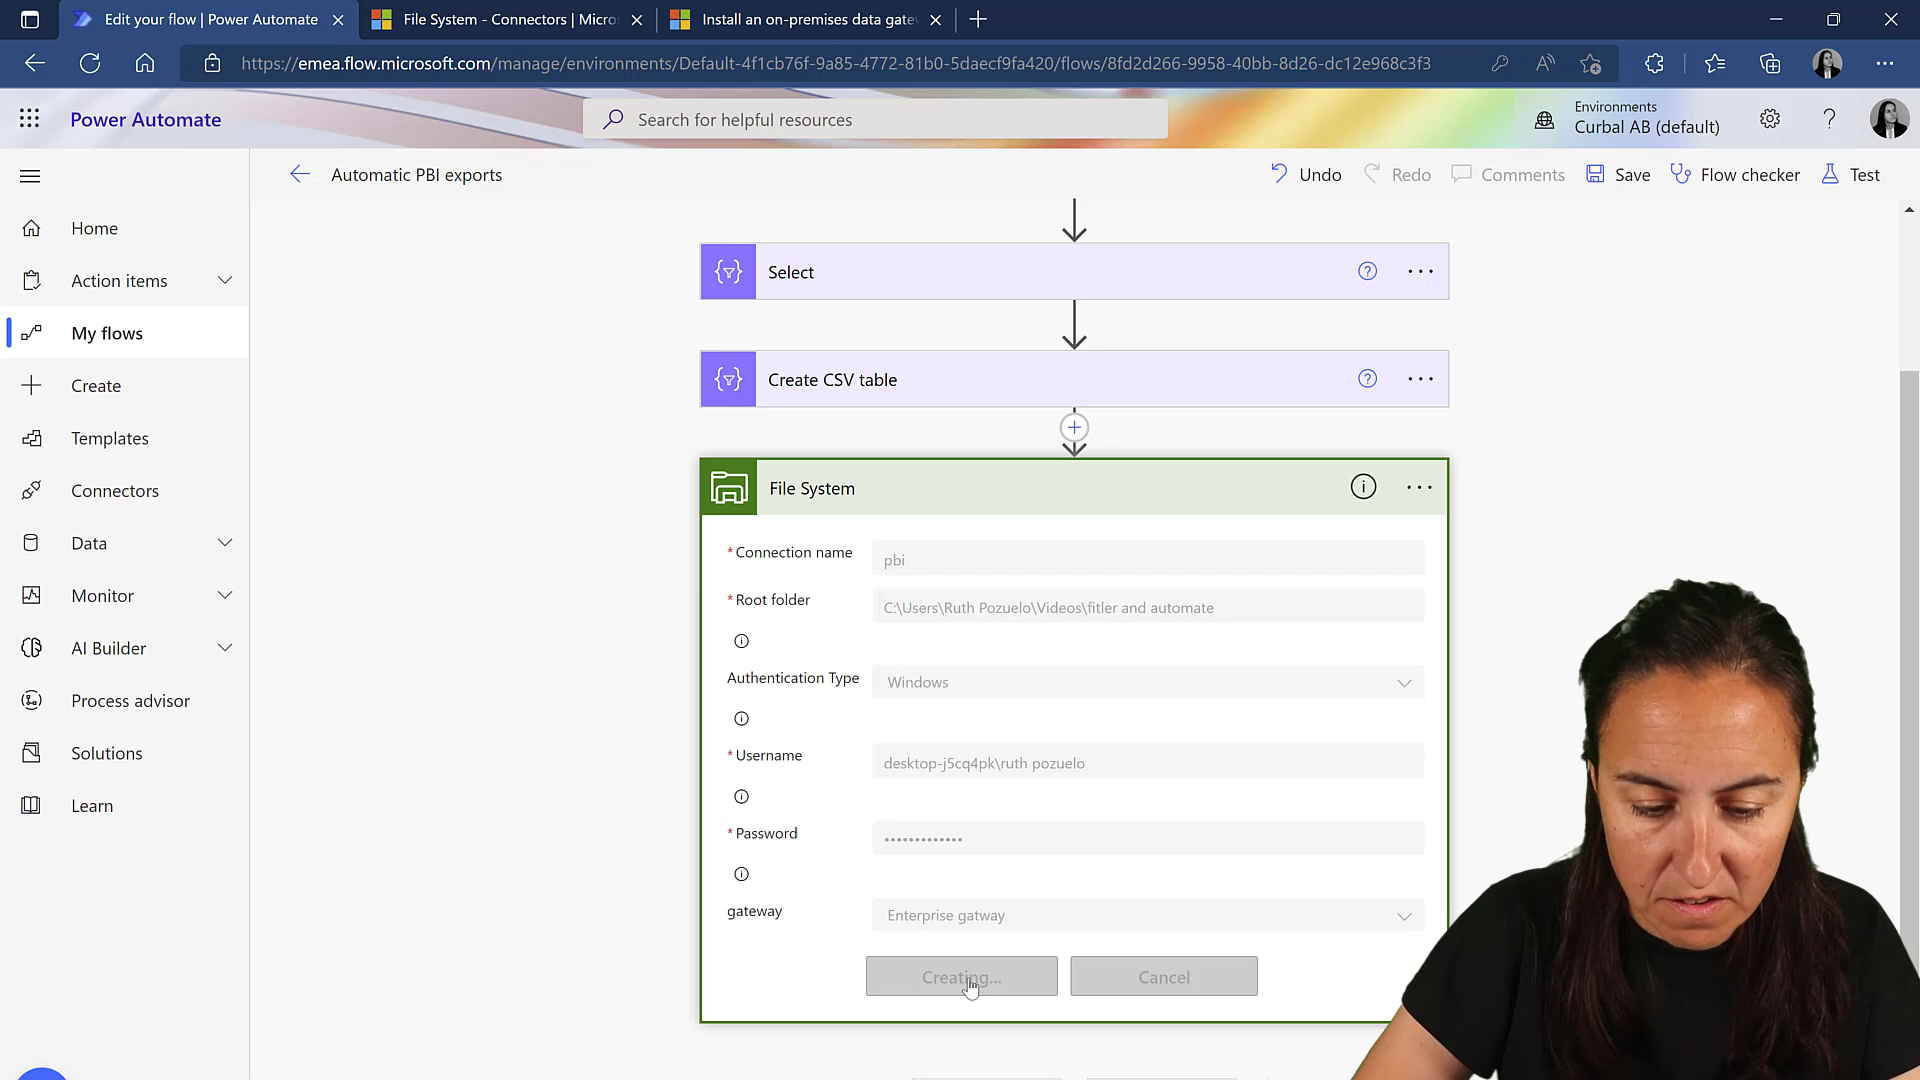 Your flow | Power Automate
File System - Connectors | Micro
Install an on-premises data gate
https://emea.flow.microsoft.com/manage/environments/Default-4f1cb76f-9a85-4772-81b0-5daecf9fa420/flows/8fd2d266-9958-40bb-8d26-dc12e968c3f3
Power Automate
Search for helpful resources
Environments
Curbal AB (default)
Automatic PBI exports
Undo
Redo
Comments
Save
Flow checker
Test
Home
Action items
My flows
Create
Templates
Connectors
Data
Monitor
AI Builder
Process advisor
Solutions
Learn
Select
Create CSV table
File System
*Connection name
pbi
*Root folder
C:\Users\Ruth Pozuelo\Videos\fitler and automate
Authentication Type
Windows
*Username
desktop-j5cq4pk\ruth pozuelo
*Password
•••••••••••••
gateway
Enterprise gatway
Creating...
Cancel